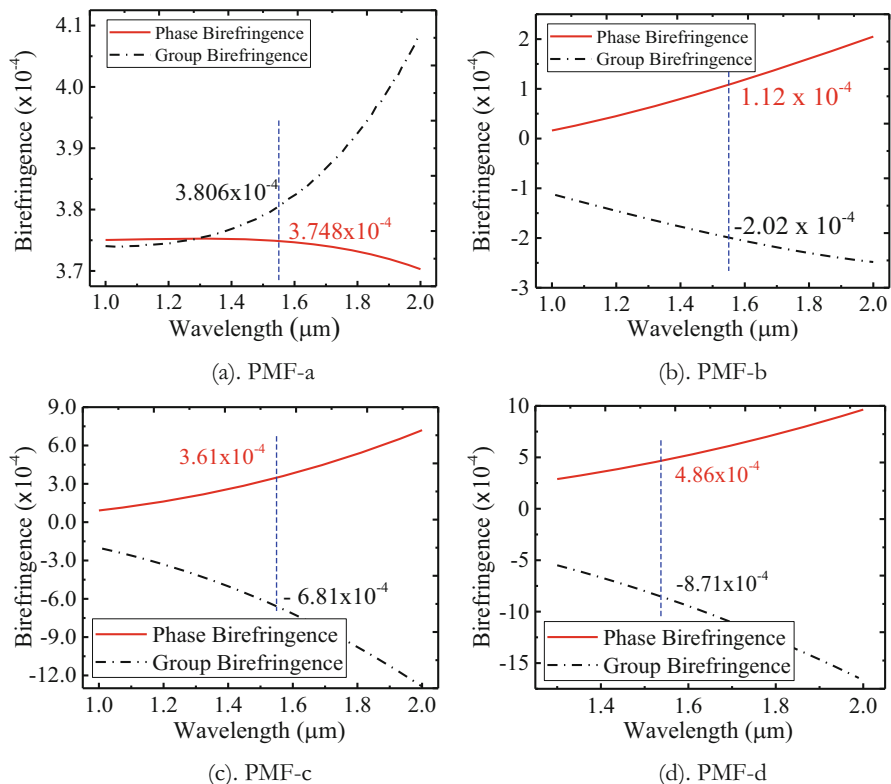 4.1
4.0
3.9
3.8
3.7
Birefringence (x10-4)
Phase Birefringence
Group Birefringence
3.806x10-4
3.748x10-4
1.0 1.2 1.4 1.6 1.8 2.0
Wavelength (μm)
(a). PMF-a
2
1
0
-1
-2
-3
Birefringence (×10-4)
Phase Birefringence
Group Birefringence
1.12 x 10-4
-2.02 x 10-4
1.0 1.2 1.4 1.6 1.8 2.0
Wavelength (μm)
(b). PMF-b
9.0
6.0
3.0
0.0
-3.0
-6.0
-9.0
-12.0
Birefringence (×10-4)
3.61x10-4
- 6.81x10-4
Phase Birefringence
Group Birefringence
1.0 1.2 1.4 1.6 1.8 2.0
Wavelength (μm)
(c). PMF-c
10
5
0
-5
-10
-15
Birefringence (×10-4)
4.86x10-4
-8.71x10-4
Phase Birefringence
Group Birefringence
1.4 1.6 1.8 2.0
Wavelength (μm)
(d). PMF-d